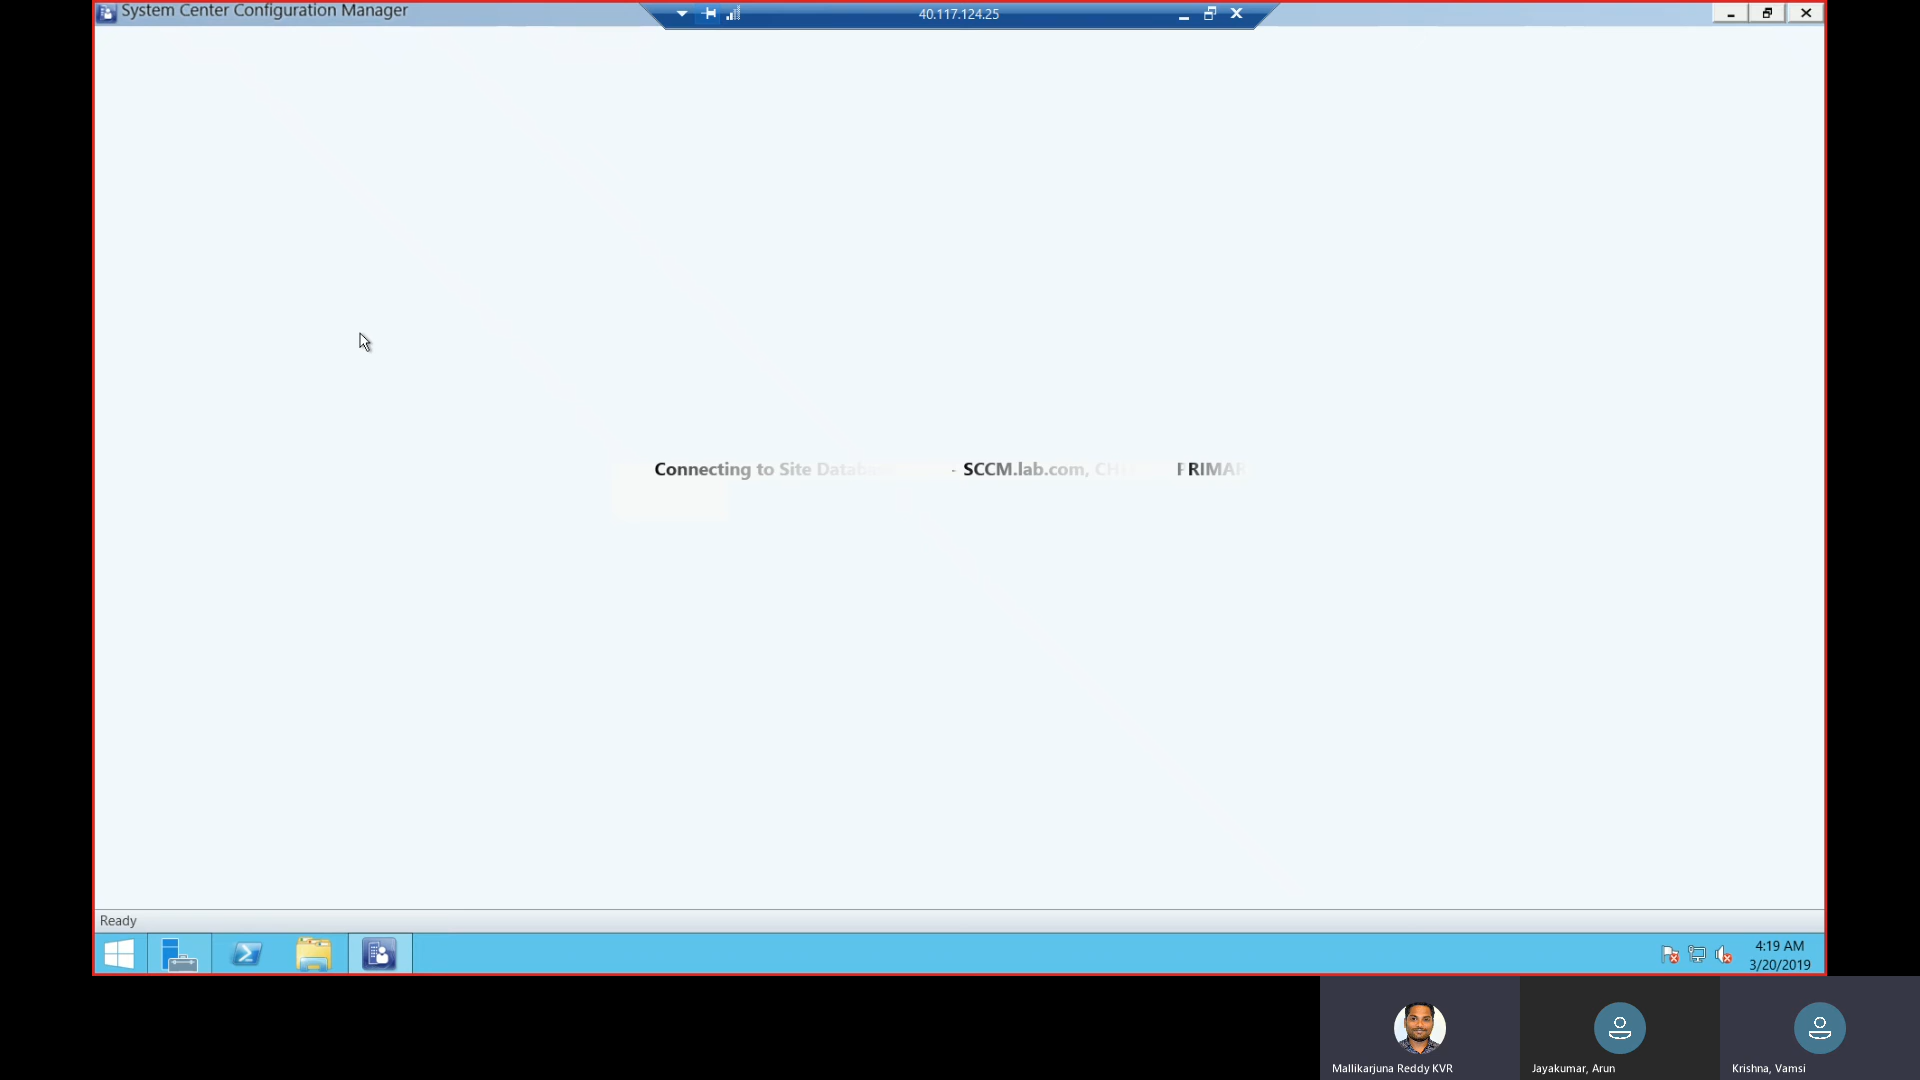 System Center Configuration Manager
40.117.124.25
Connecting to Site - SCCM.lab.com,
Ready
4:19 AM
3/20/2019
Mallikarjuna Reddy KVR
Jayakumar, Arun
Krishna, Vamsi